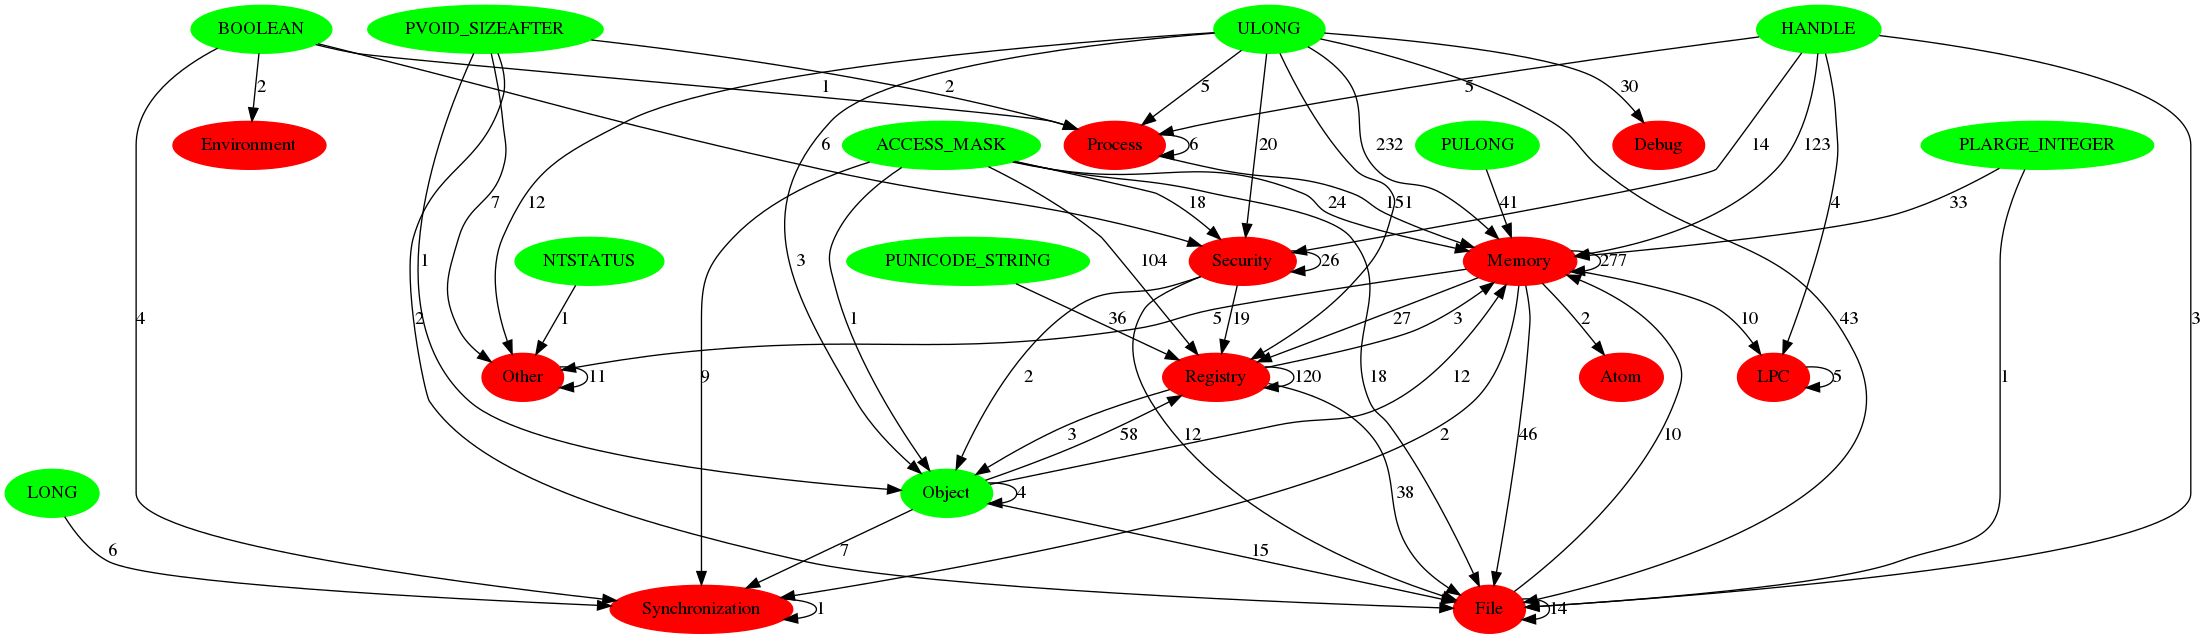 BOOLEAN
PVOID_SIZEAFTER
ULONG
HANDLE
2
1
2
5
5
30
Environment
ACCESS_MASK
Process
PULONG
Debug
PLARGE_INTEGER
6
6
20
232
14
123
7
12
18
24
151
41
4
33
1
3
NTSTATUS
PUNICODE_STRING
Security
Memory
104
26
277
4
2
1
1
36
19
5
27
3
2
10
43
3
Other
Registry
Atom
LPC
11
9
2
120
12
18
5
1
3
58
12
2
46
10
LONG
Object
4
38
6
7
15
Synchronization
File
1
14